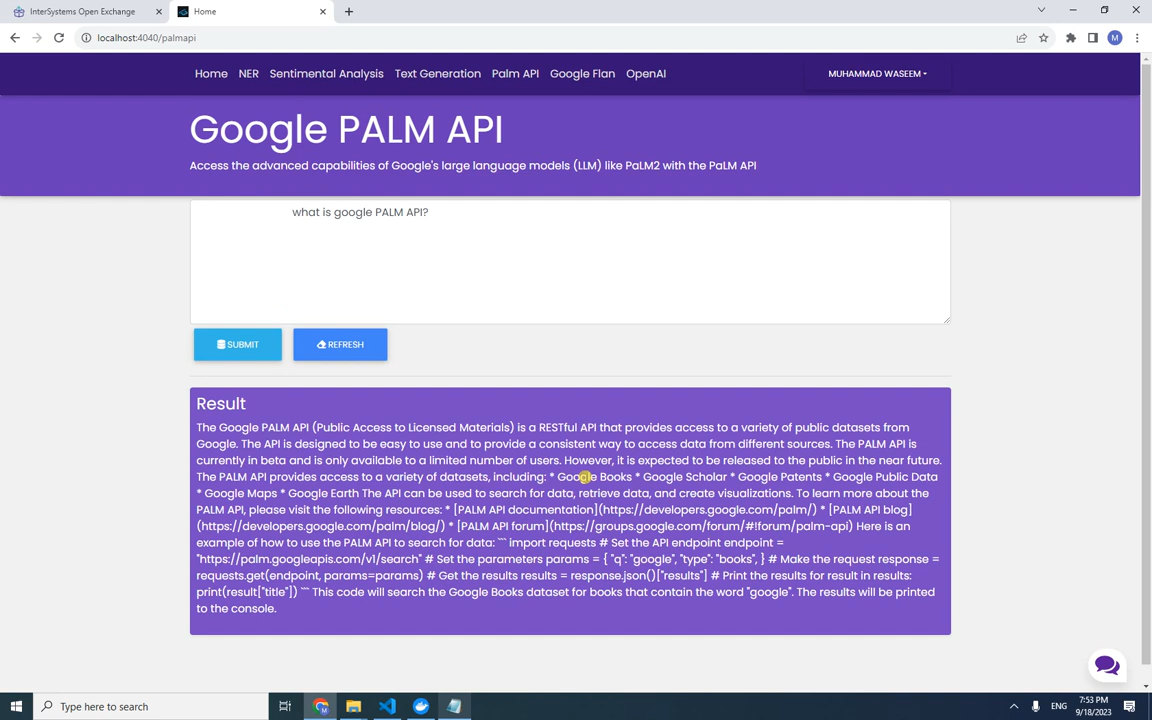 InterSystems Open Exchange
Home
localhost:4040/palmapi
M
Home NER Sentimental Analysis Text Generation Palm API Google Flan OpenAI MUHAMMAD WASEEM
Google PALM API
Access the advanced capabilities of Google's large language models (LLM) like PaLM2 with the PaLM API
what is google PALM API?
SUBMIT REFRESH
Result
The Google PALM API (Public Access to Licensed Materials) is a RESTful API that provides access to a variety of public datasets from
Google. The API is designed to be easy to use and to provide a consistent way to access data from different sources. The PALM API is
currently in beta and is only available to a limited number of users. However, it is expected to be released to the public in the near future.
The PALM API provides access to a variety of datasets, including: * Google Books * Google Scholar * Google Patents * Google Public Data
* Google Maps * Google Earth The API can be used to search for data, retrieve data, and create visualizations. To learn more about the
PALM API, please visit the following resources: * [PALM API documentation](https://developers.google.com/palm/) * [PALM API blog]
(https://developers.google.com/palm/blog/) * [PALM API forum](https://groups.google.com/forum/#!forum/palm-api) Here is an
example of how to use the PALM API to search for data: ``` import requests # Set the API endpoint endpoint =
"https://palm.googleapis.com/v1/search" # Set the parameters params = { "q": "google", "type": "books", } # Make the request response =
requests.get(endpoint, params=params) # Get the results results = response.json()["results"] # Print the results for result in results:
print(result["title"]) ``` This code will search the Google Books dataset for books that contain the word "google". The results will be printed
to the console.
Type here to search
ENG
7:53 PM
9/18/2023